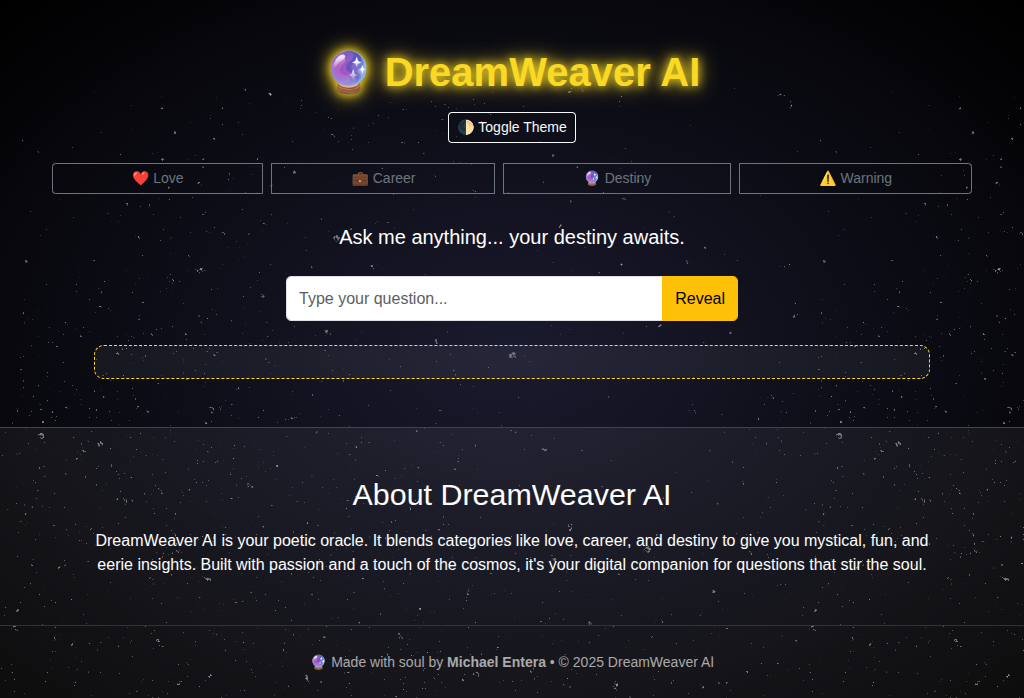 DreamWeaver AI
Toggle Theme
Love
Career
Destiny
Warning
Ask me anything... your destiny awaits.
Type your question...
Reveal
About DreamWeaver AI
DreamWeaver AI is your poetic oracle. It blends categories like love, career, and destiny to give you mystical, fun, and
eerie insights. Built with passion and a touch of the cosmos, it's your digital companion for questions that stir the soul.
Made with soul by Michael Entera • © 2025 DreamWeaver AI